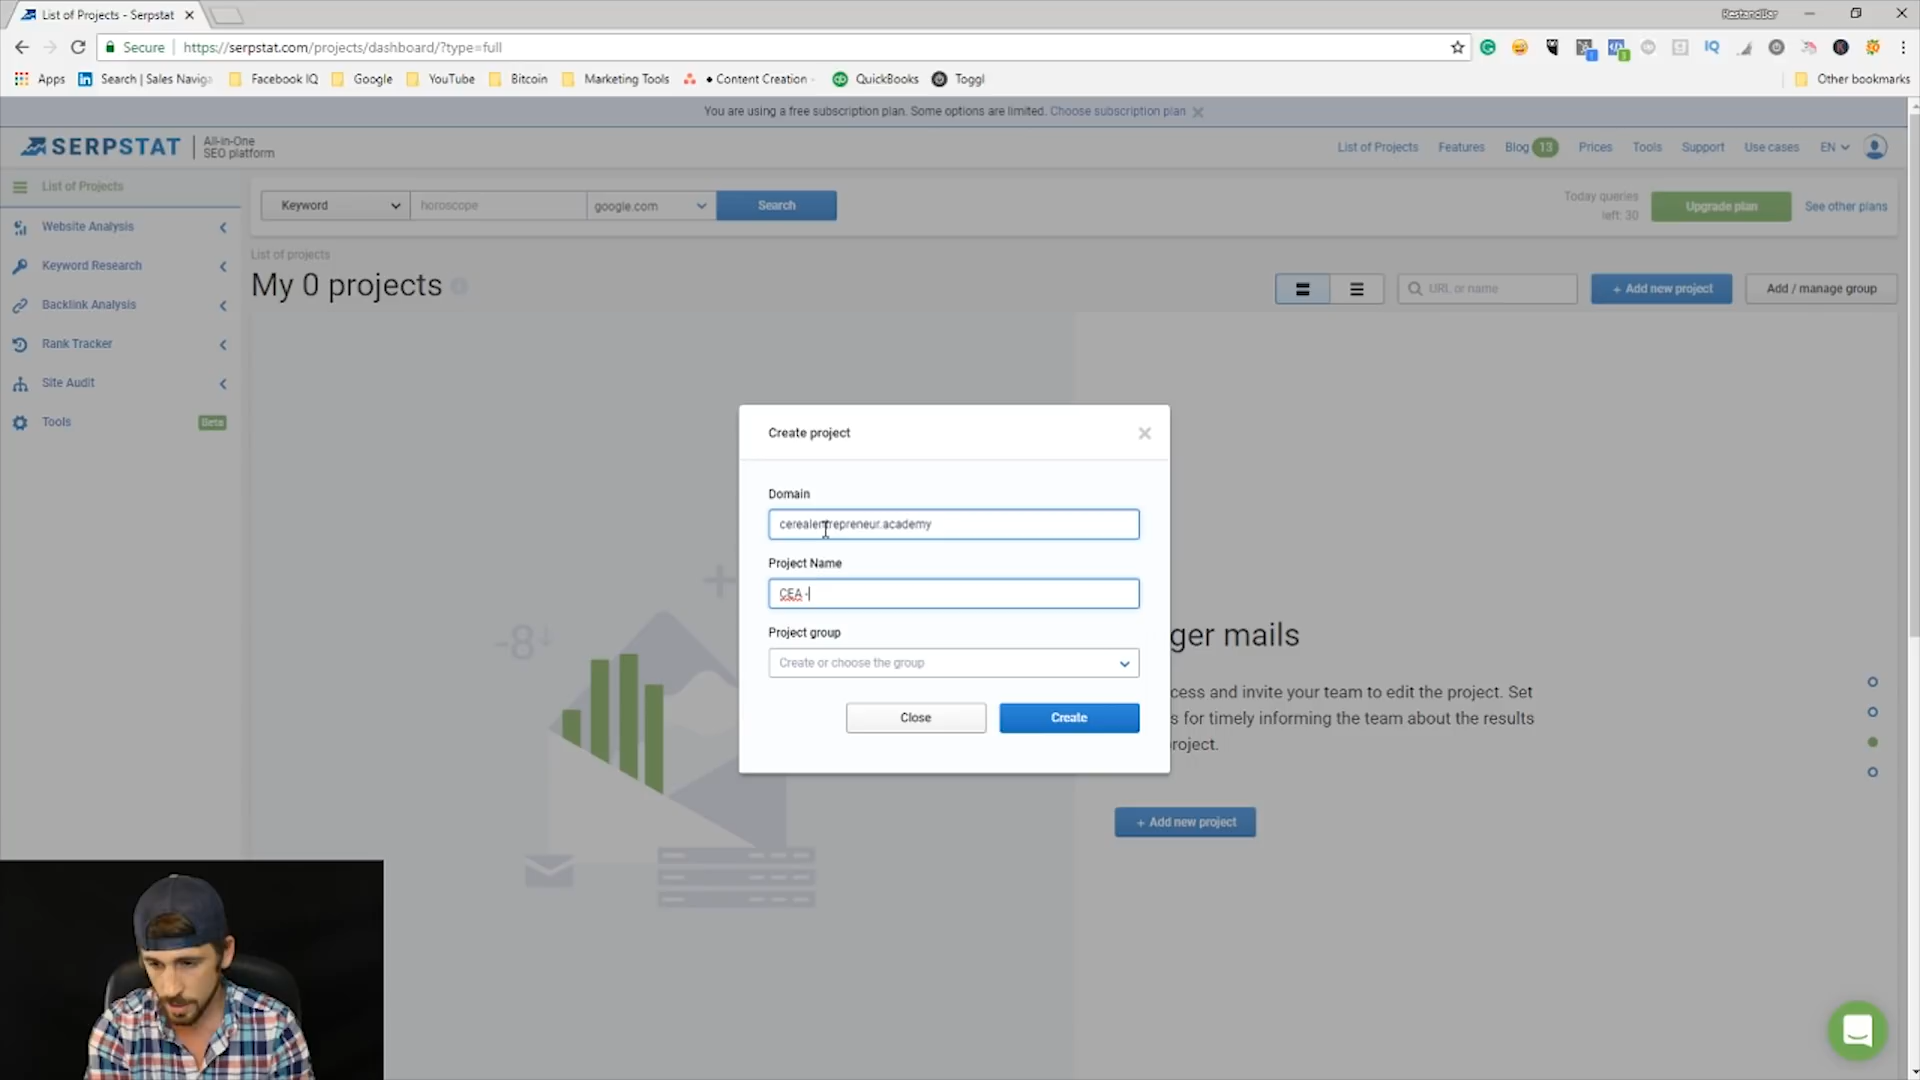 List of Projects - Serpstat
RestandBar
Secure
https://serpstat.com/projects/dashboard/?type=full
IQ
Apps
Search | Sales Naviga
Facebook IQ
Google
YouTube
Bitcoin
Marketing Tools
• Content Creation -
QuickBooks
Toggl
Other bookmarks
You are using a free subscription plan. Some options are limited. Choose subscription plan
SERPSTAT
All-in-One
SEO platform
List of Projects
Features
Blog 13
Prices
Tools
Support
Use cases
EN
List of Projects
Website Analysis
Keyword Research
Backlink Analysis
Rank Tracker
Site Audit
Tools
Beta
Keyword
horoscope
google.com
Search
Today queries
left: 30
Upgrade plan
See other plans
List of projects
My 0 projects
URL or name
+ Add new project
Add / manage group
Create project
Domain
cerealentrepreneur.academy
Project Name
CEA -
Project group
Create or choose the group
Close
Create
-8
ger mails
cess and invite your team to edit the project. Set
s for timely informing the team about the results
roject.
+ Add new project